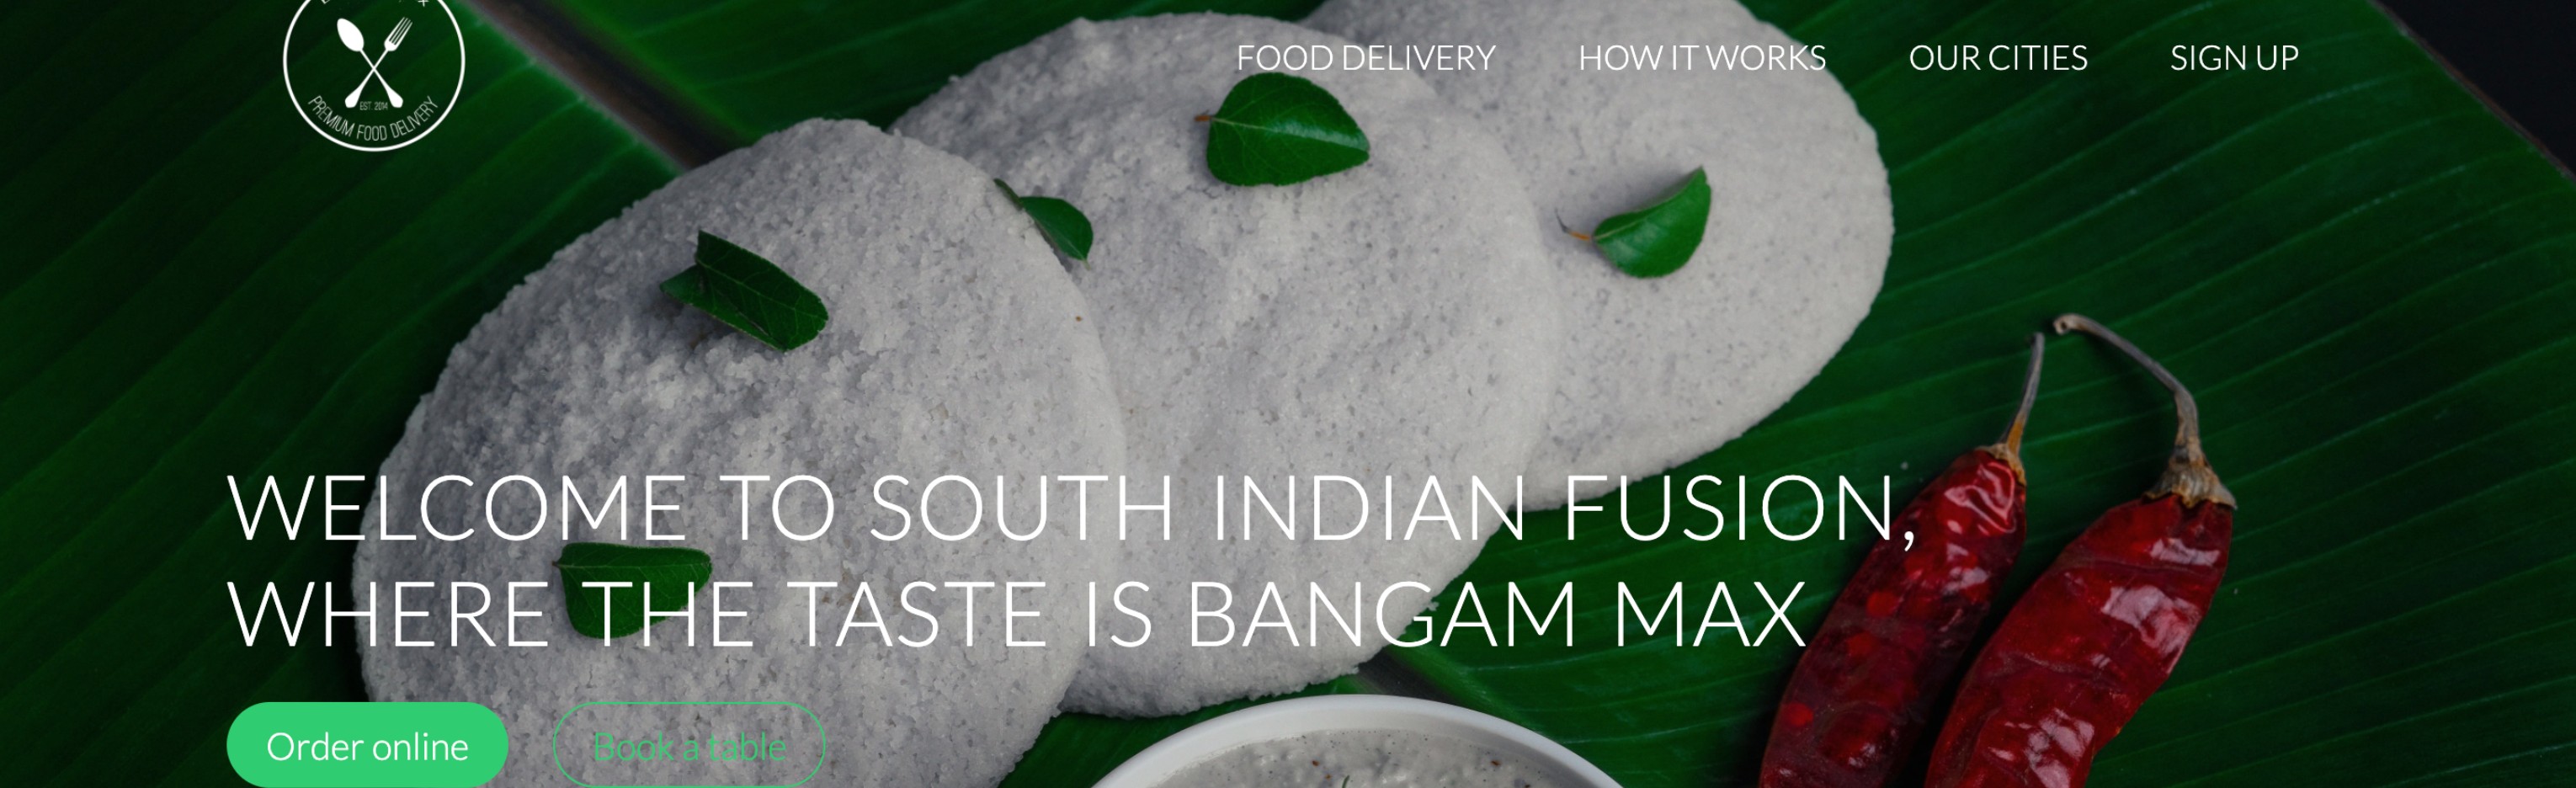 EST. 2014
PREMIUM FOOD DELIVERY
FOOD DELIVERY
HOW IT WORKS
OUR CITIES
SIGN UP
WELCOME TO SOUTH INDIAN FUSION,
WHERE THE TASTE IS BANGAM MAX
Order online
Book a table